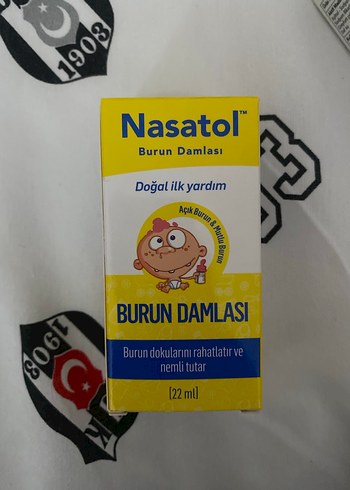 1903
Nasatol™
Burun Damlası
Doğal ilk yardım
Açık Burun & Mutlu Burun
BURUN DAMLASI
Burun dokularını rahatlatır ve
nemli tutar
(22 ml)
1903